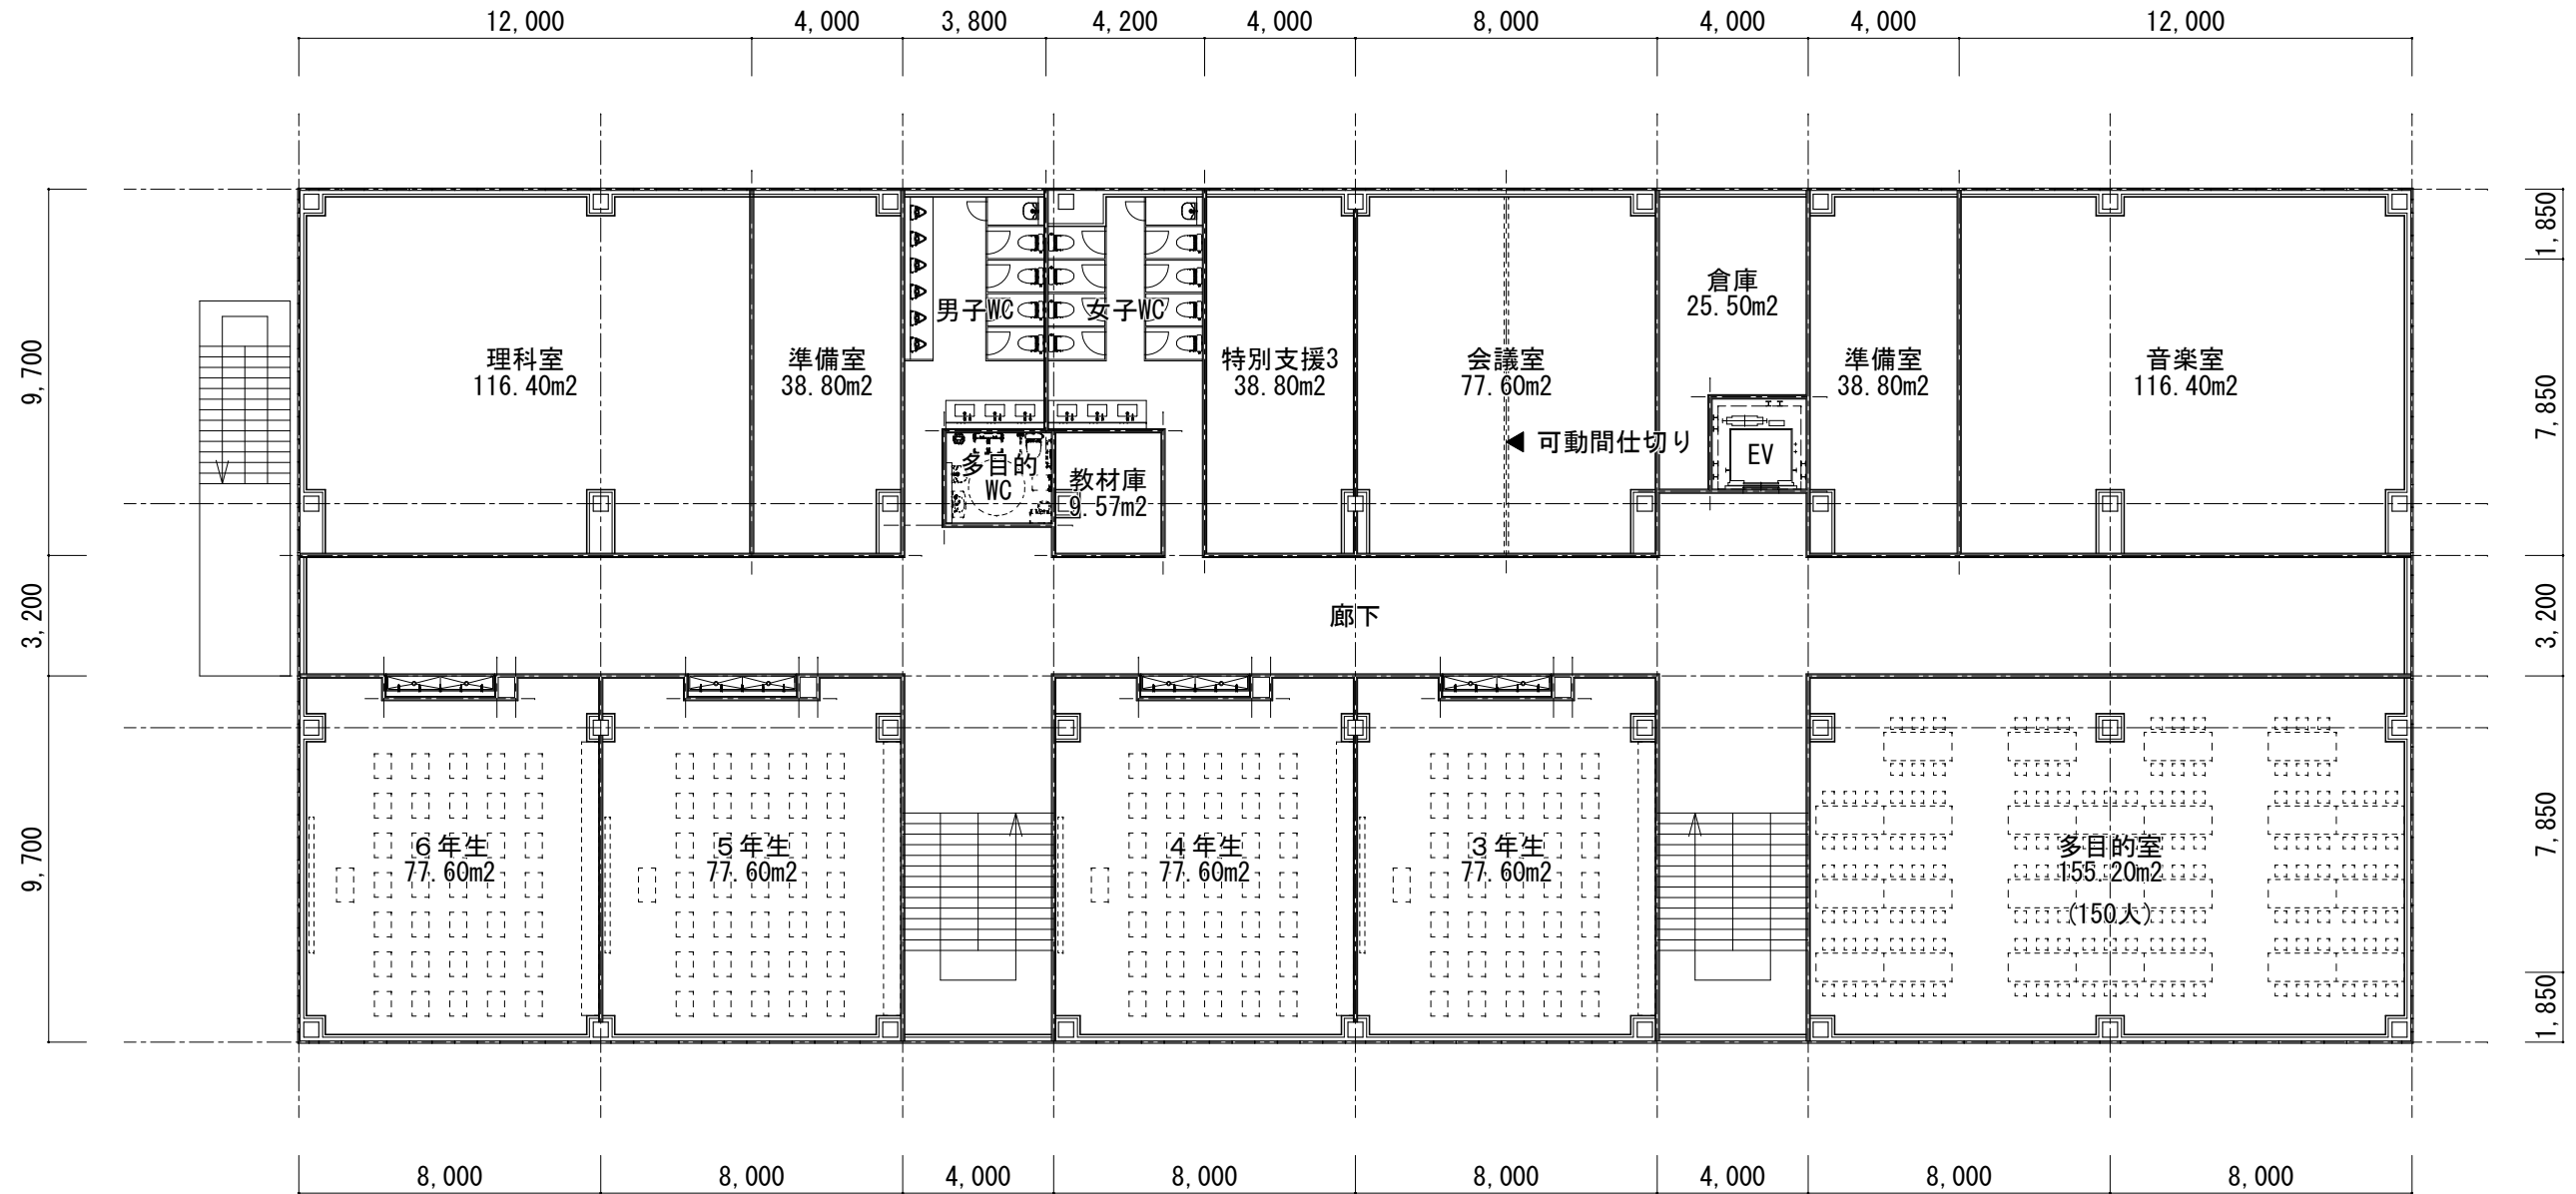 12,000 4,000 3,800 4,200 4,000 8,000 4,000 4,000 12,000
9,700
3,200
9,700
1,850
7,850
3,200
7,850
1,850
理科室
116.40m2
準備室
38.80m2
男子WC
女子WC
多目的
WC
教材庫
9.57m2
特別支援3
38.80m2
会議室
77.60m2
◀ 可動間仕切り
倉庫
25.50m2
EV
準備室
38.80m2
音楽室
116.40m2
廊下
６年生
77.60m2
５年生
77.60m2
４年生
77.60m2
３年生
77.60m2
多目的室
155.20m2
(150人)
8,000 8,000 4,000 8,000 8,000 4,000 8,000 8,000